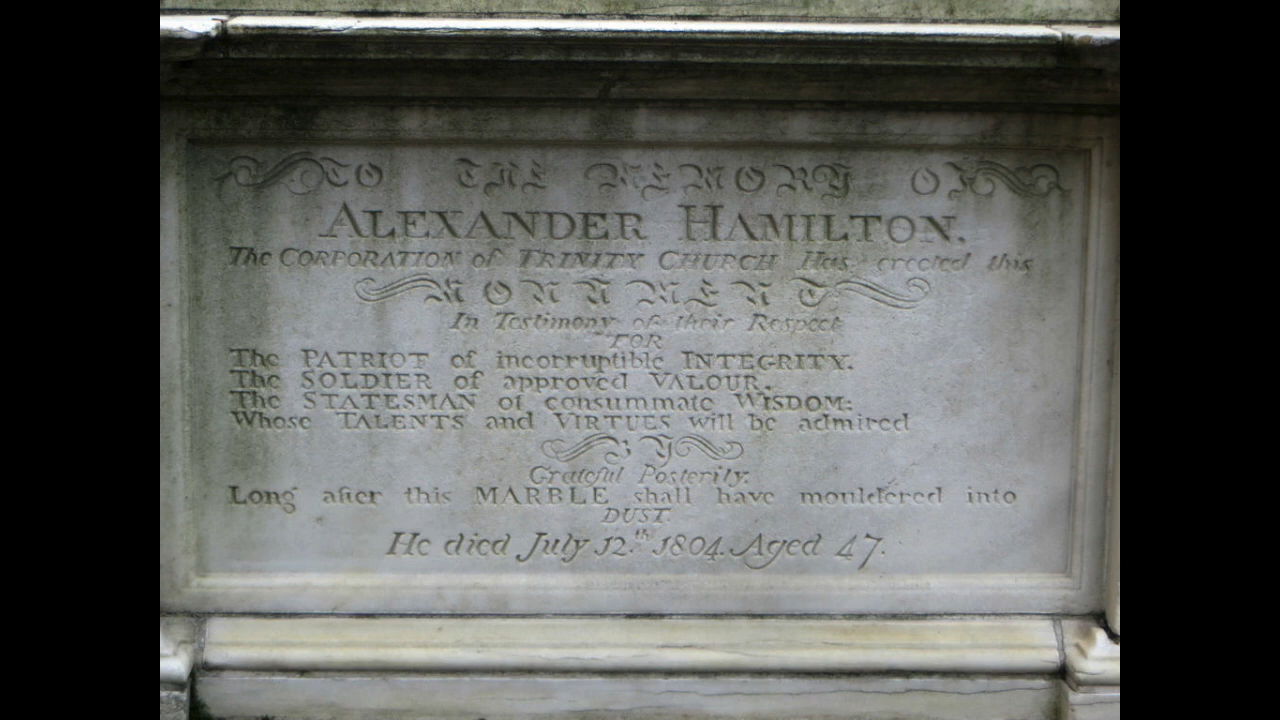 TO THE MEMORY OF
ALEXANDER HAMILTON.
The CORPORATION of TRINITY CHURCH Has erected this
MONUMENT
In Testimony of their Respect
FOR
The PATRIOT of incorruptible INTEGRITY.
The SOLDIER of approved VALOUR.
The STATESMAN of consummate WISDOM:
Whose TALENTS and VIRTUES will be admired
BY
Grateful Posterity.
Long after this MARBLE shall have mouldered into
DUST.
He died July 12.th 1804. Aged 47.